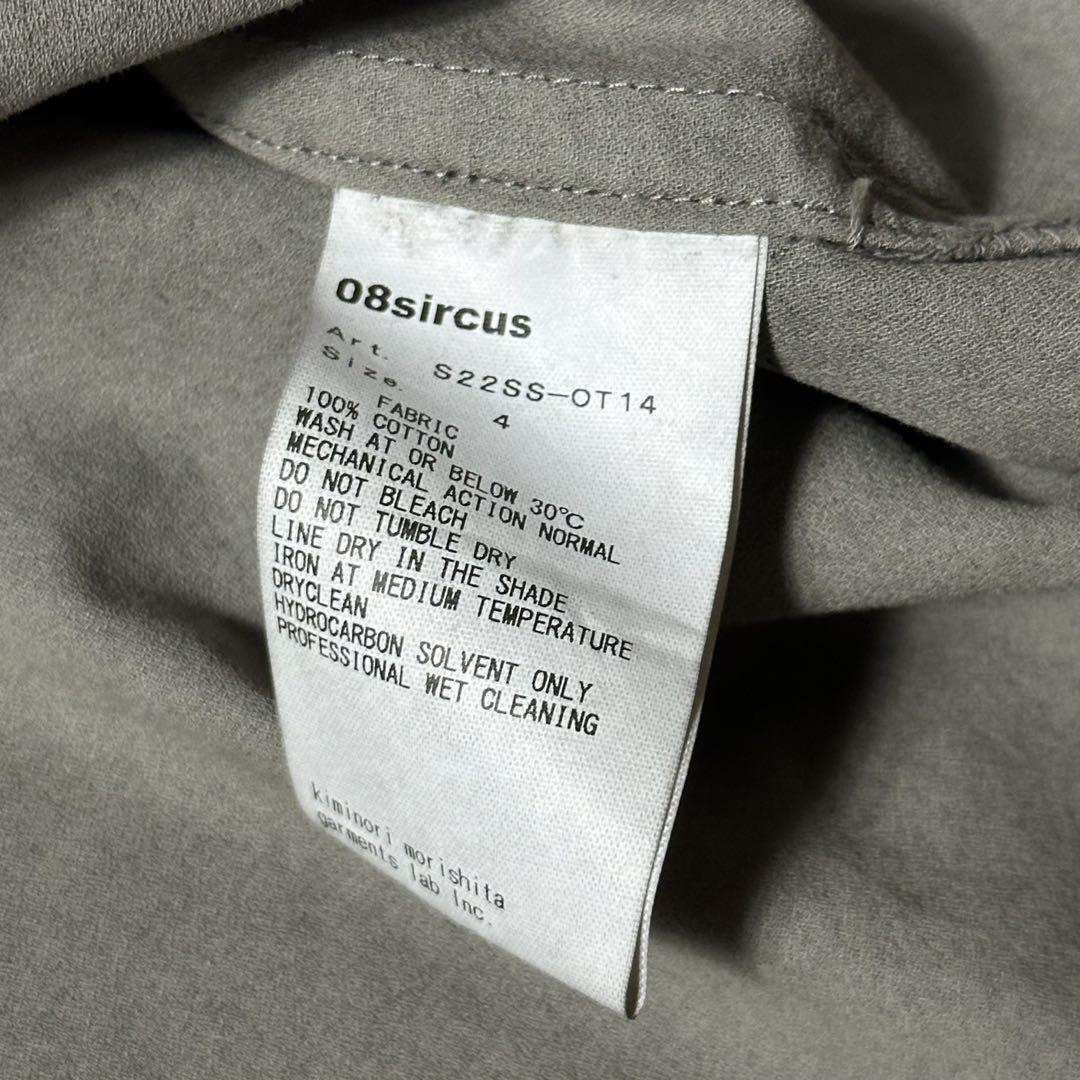 08sircus
Art. S22SS-OT14
Size. 4
FABRIC
100% COTTON
WASH AT OR BELOW 30℃
MECHANICAL ACTION NORMAL
DO NOT BLEACH
DO NOT TUMBLE DRY
LINE DRY IN THE SHADE
IRON AT MEDIUM TEMPERATURE
DRYCLEAN
HYDROCARBON SOLVENT ONLY
PROFESSIONAL WET CLEANING
kiminori morishita
garments lab Inc.